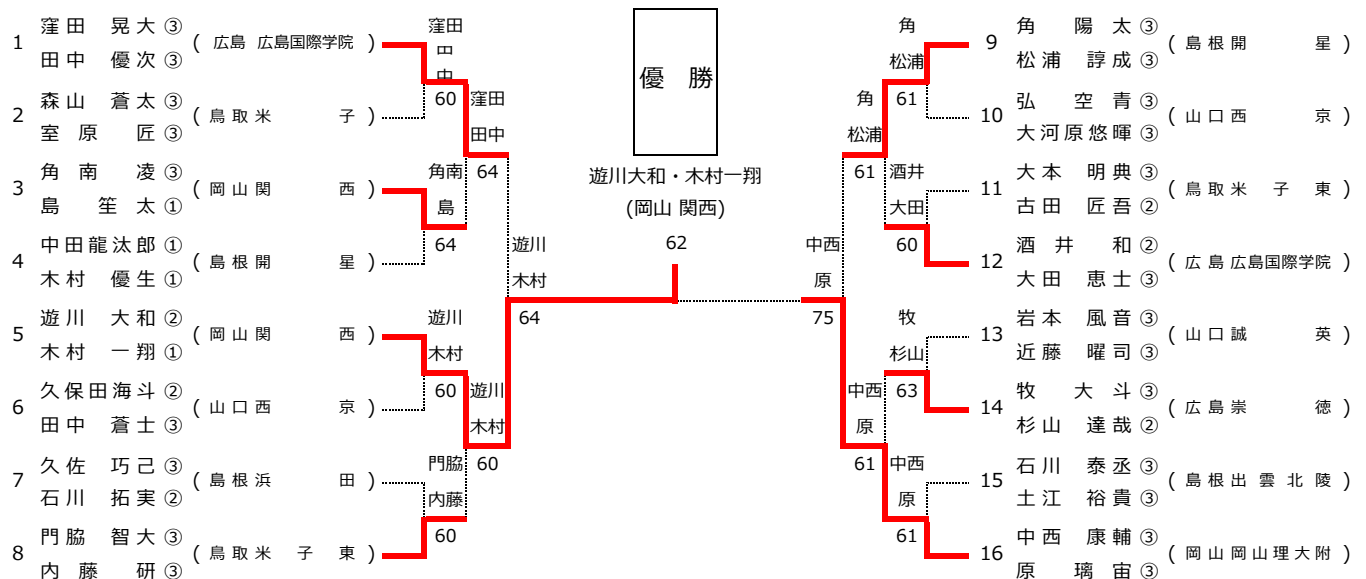 1 窪田 晃大 ③ ( 広島 広島国際学院 )
田中 優次 ③
2 森山 蒼太 ③ ( 鳥取 米子 )
室原 匠 ③
3 角南 凌 ③ ( 岡山 関西 )
島 笙太 ①
4 中田龍汰郎 ① ( 島根 開星 )
木村 優生 ①
5 遊川 大和 ② ( 岡山 関西 )
木村 一翔 ①
6 久保田海斗 ② ( 山口 西京 )
田中 蒼士 ③
7 久佐 巧己 ③ ( 島根 浜田 )
石川 拓実 ②
8 門脇 智大 ③ ( 鳥取 米子東 )
内藤 研 ③
窪田
田中
60
角南
島
64
遊川
木村
60
門脇
内藤
60
窪田
田中
64
遊川
木村
60
遊川
木村
64
優 勝
遊川大和・木村一翔
(岡山 関西)
62
中西
原
75
角
松浦
61
中西
原
61
角
松浦
61
酒井
大田
60
牧
杉山
63
中西
原
61
9 角 陽太 ③ ( 島根 開星 )
松浦 諄成 ③
10 弘 空青 ③ ( 山口 西京 )
大河原悠暉 ③
11 大本 明典 ③ ( 鳥取 米子東 )
古田 匠吾 ②
12 酒井 和 ② ( 広島 広島国際学院 )
大田 恵士 ③
13 岩本 風音 ③ ( 山口 誠英 )
近藤 曜司 ③
14 牧 大斗 ③ ( 広島 崇徳 )
杉山 達哉 ②
15 石川 泰丞 ③ ( 島根 出雲北陵 )
土江 裕貴 ③
16 中西 康輔 ③ ( 岡山 岡山理大附 )
原 璃宙 ③